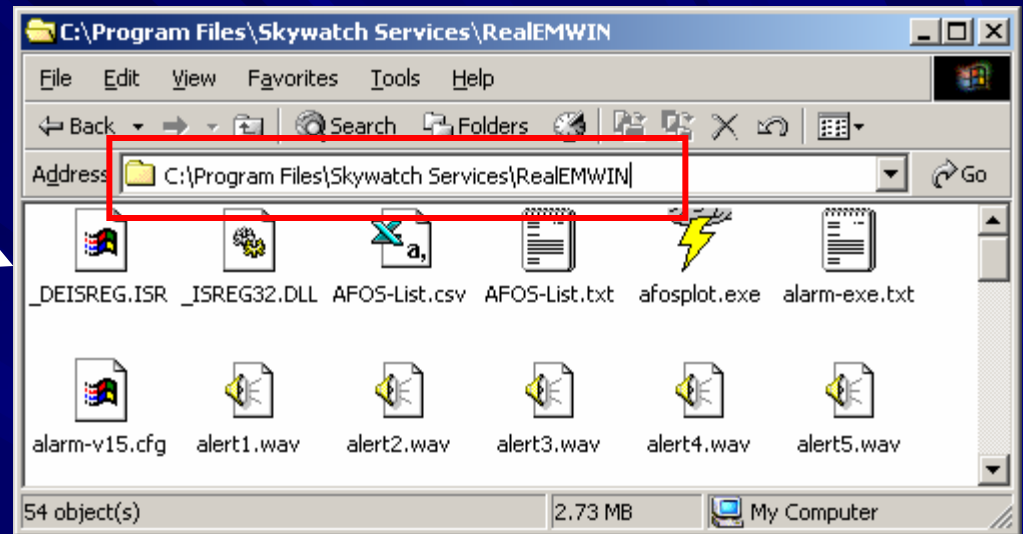 C:\Program Files\Skywatch Services\RealEMWIN
File Edit View Favorites Tools Help
Back Search Folders
Address C:\Program Files\Skywatch Services\RealEMWIN Go
_DEISREG.ISR _ISREG32.DLL AFOS-List.csv AFOS-List.txt afosplot.exe alarm-exe.txt
alarm-v15.cfg alert1.wav alert2.wav alert3.wav alert4.wav alert5.wav
54 object(s) 2.73 MB My Computer